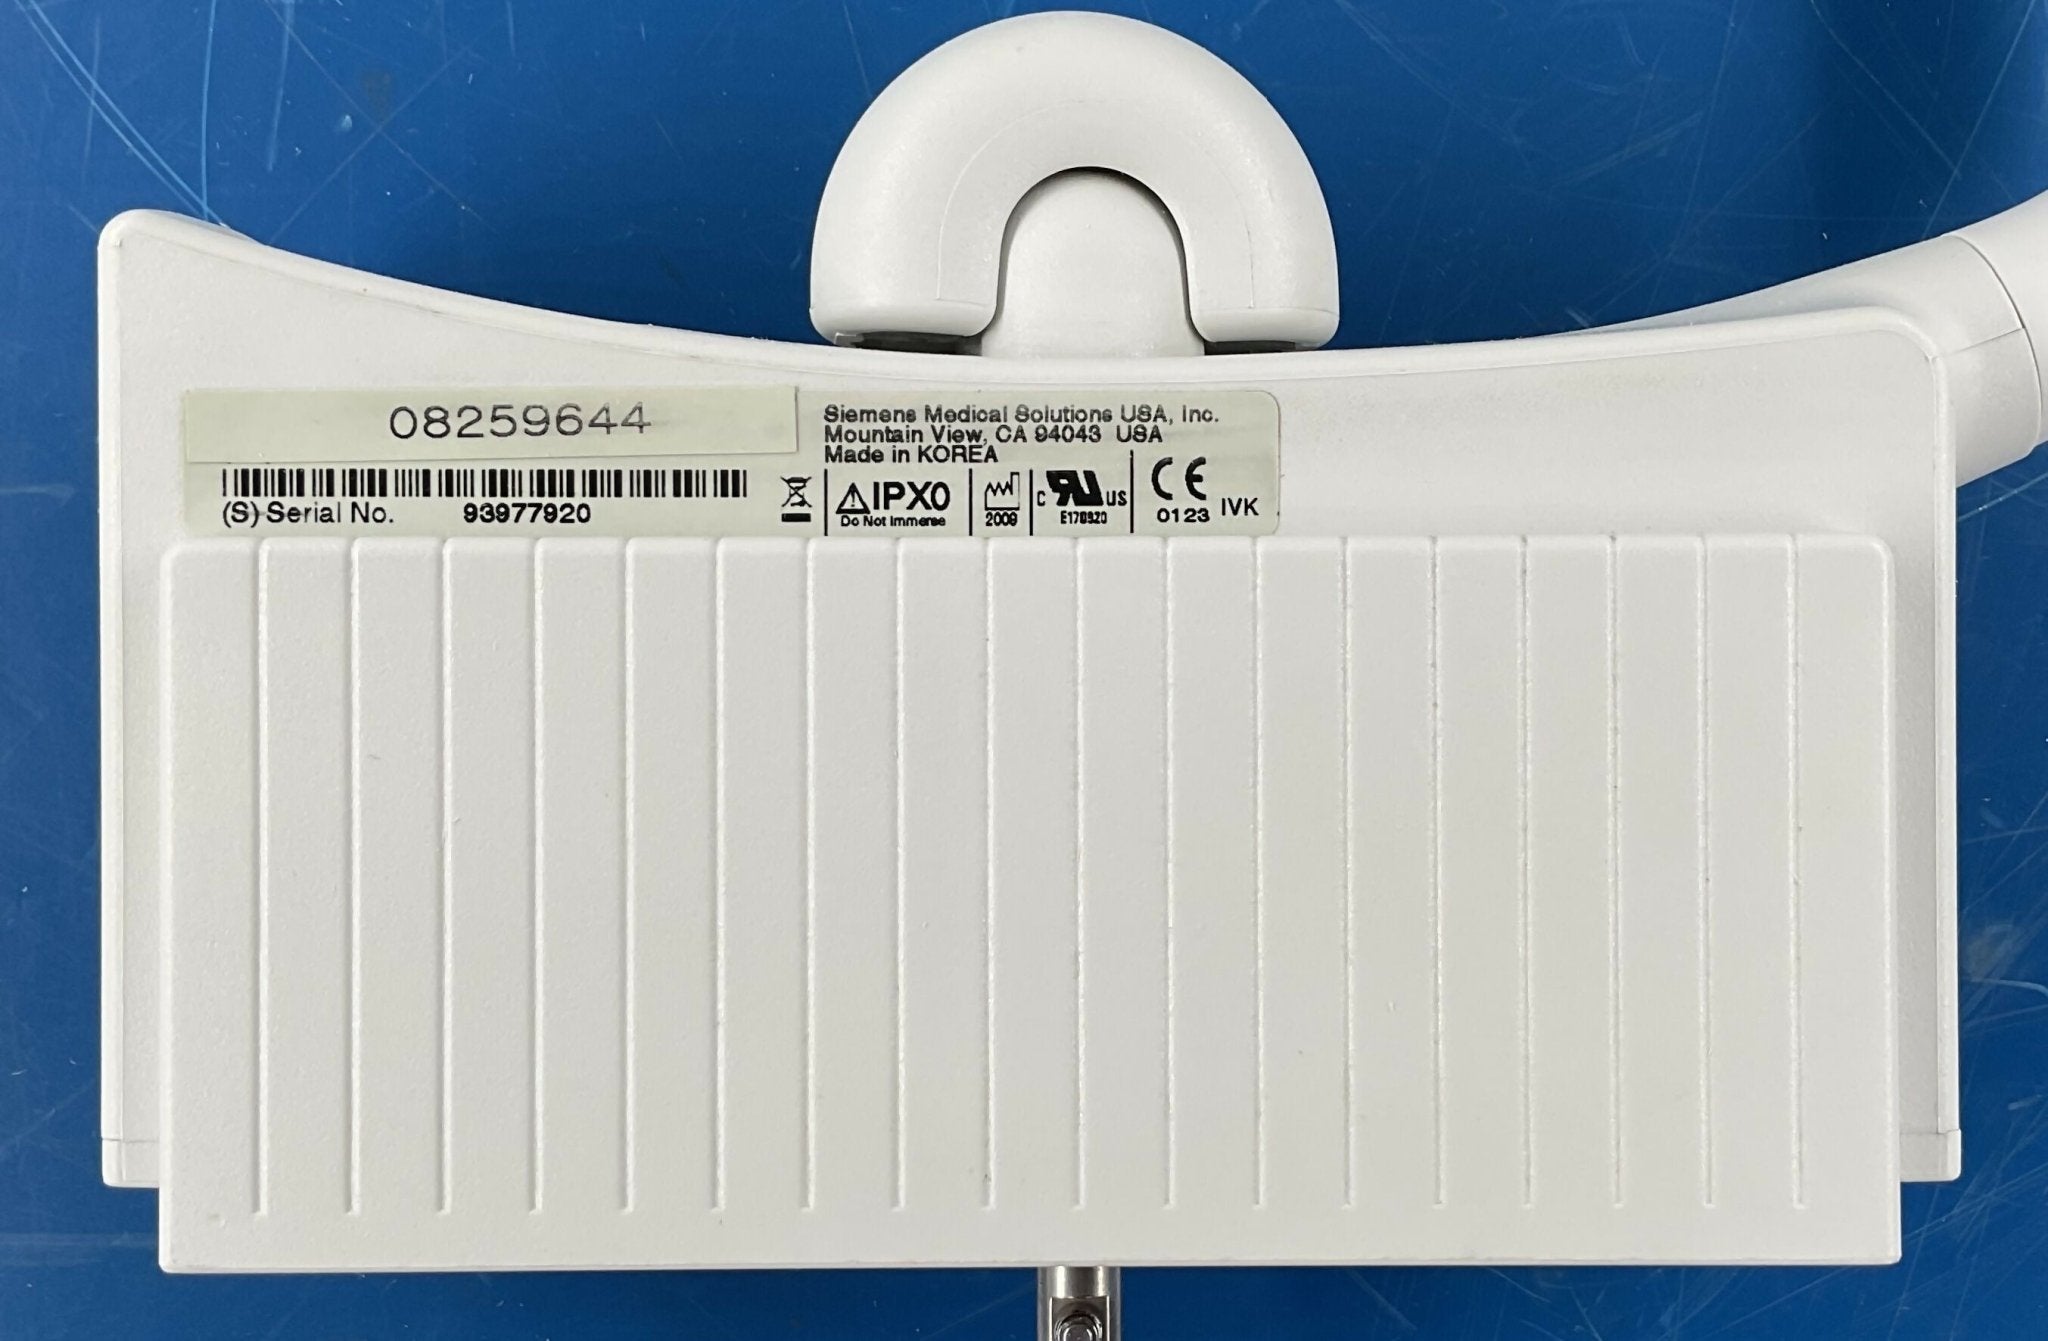 08259644
(S) Serial No. 93977920
Siemens Medical Solutions USA, Inc.
Mountain View, CA 94043 USA
Made in KOREA
IPX0
Do Not Immerse
2009
c RU us
E178920
CE
0123 IVK